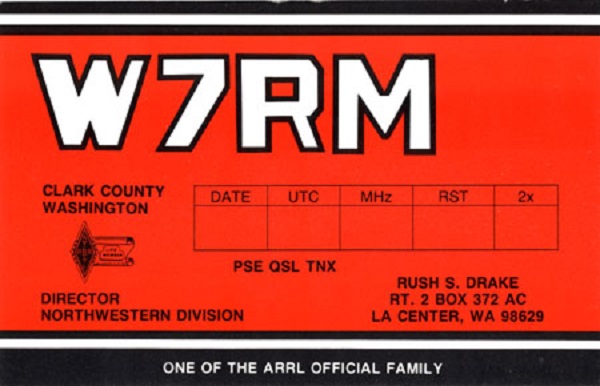 W7RM
CLARK COUNTY
WASHINGTON
DATE UTC MHz RST 2x
PSE QSL TNX
DIRECTOR
NORTHWESTERN DIVISION
RUSH S. DRAKE
RT. 2 BOX 372 AC
LA CENTER, WA 98629
ONE OF THE ARRL OFFICIAL FAMILY